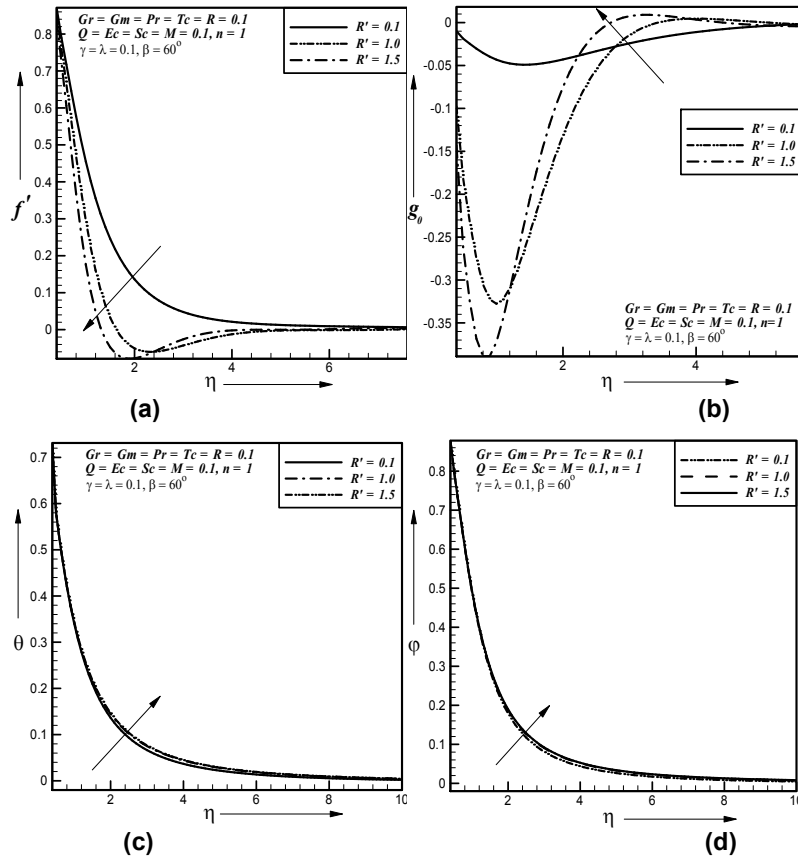 Gr = Gm = Pr = Tc = R = 0.1
Q = Ec = Sc = M = 0.1, n = 1
γ = λ = 0.1, β = 60°
R' = 0.1
R' = 1.0
R' = 1.5
0.8
0.7
0.6
0.5
0.4
0.3
0.2
0.1
0
f'
2
4
6
η
(a)
0
-0.05
-0.1
-0.15
-0.2
-0.25
-0.3
-0.35
g₀
R' = 0.1
R' = 1.0
R' = 1.5
Gr = Gm = Pr = Tc = R = 0.1
Q = Ec = Sc = M = 0.1, n=1
γ = λ = 0.1, β = 60°
2
4
η
(b)
Gr = Gm = Pr = Tc = R = 0.1
Q = Ec = Sc = M = 0.1, n = 1
γ = λ = 0.1, β = 60°
R' = 0.1
R' = 1.0
R' = 1.5
0.7
0.6
0.5
0.4
0.3
0.2
0.1
0
θ
2
4
6
8
10
η
(c)
Gr = Gm = Pr = Tc = R = 0.1
Q = Ec = Sc = M = 0.1, n = 1
γ = λ = 0.1, β = 60°
R' = 0.1
R' = 1.0
R' = 1.5
0.8
0.7
0.6
0.5
0.4
0.3
0.2
0.1
0
φ
2
4
6
8
10
η
(d)